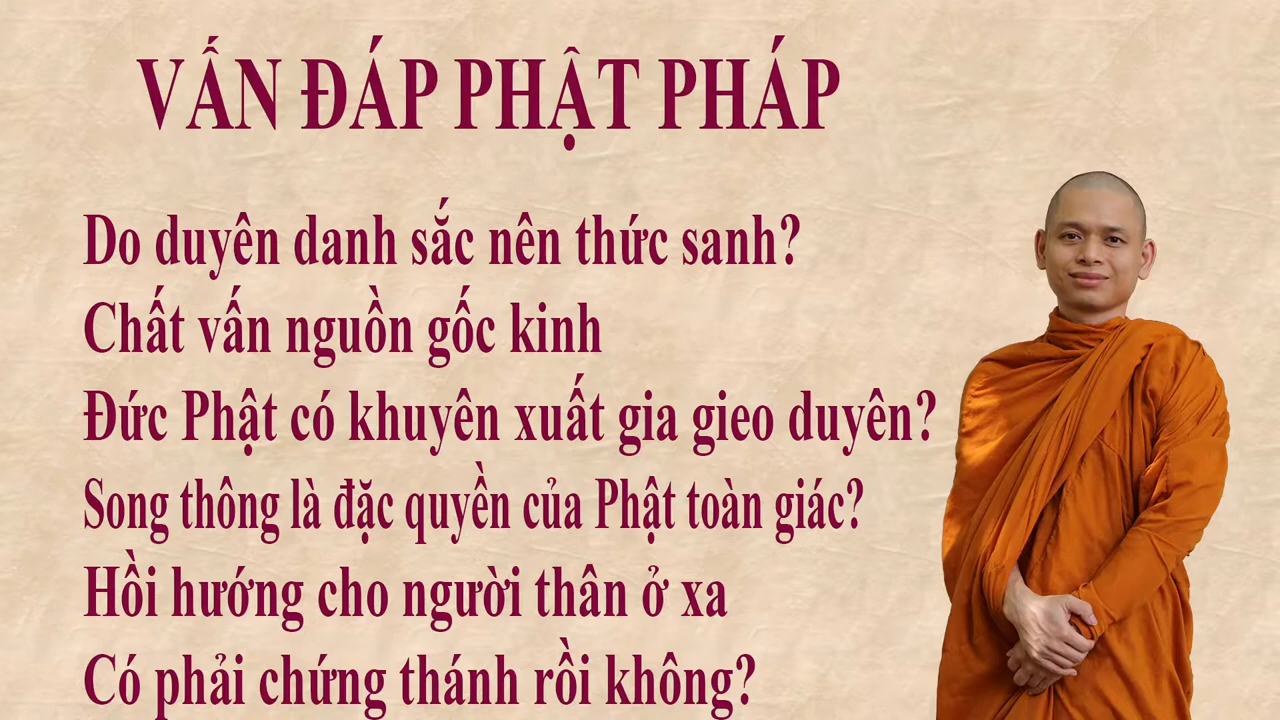 VẤN ĐÁP PHẬT PHÁP
Do duyên danh sắc nên thức sanh?
Chất vấn nguồn gốc kinh
Đức Phật có khuyên xuất gia gieo duyên?
Song thông là đặc quyền của Phật toàn giác?
Hồi hướng cho người thân ở xa
Có phải chứng thánh rồi không?